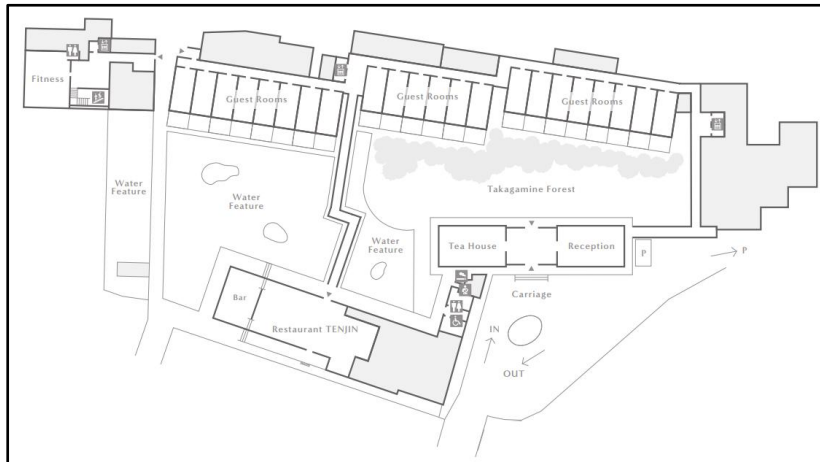 Fitness
Guest Rooms
Guest Rooms
Guest Rooms
Water
Feature
Water
Feature
Takagamine Forest
Water
Feature
Tea House
Reception
P
P
Carriage
Bar
Restaurant TENJIN
IN
OUT